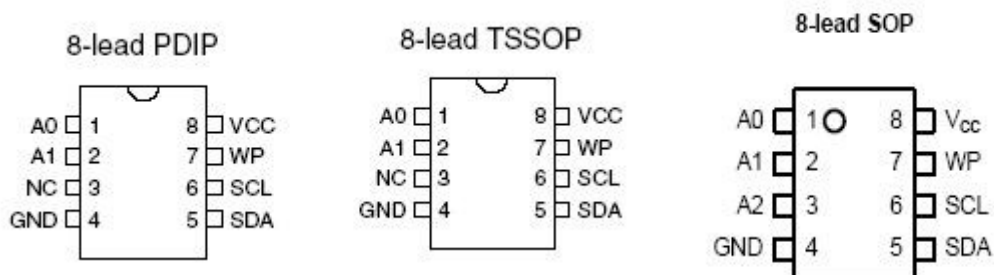 8-lead PDIP
A0 1 8 VCC
A1 2 7 WP
NC 3 6 SCL
GND 4 5 SDA
8-lead TSSOP
A0 1 8 VCC
A1 2 7 WP
NC 3 6 SCL
GND 4 5 SDA
8-lead SOP
A0 1 8 Vcc
A1 2 7 WP
A2 3 6 SCL
GND 4 5 SDA